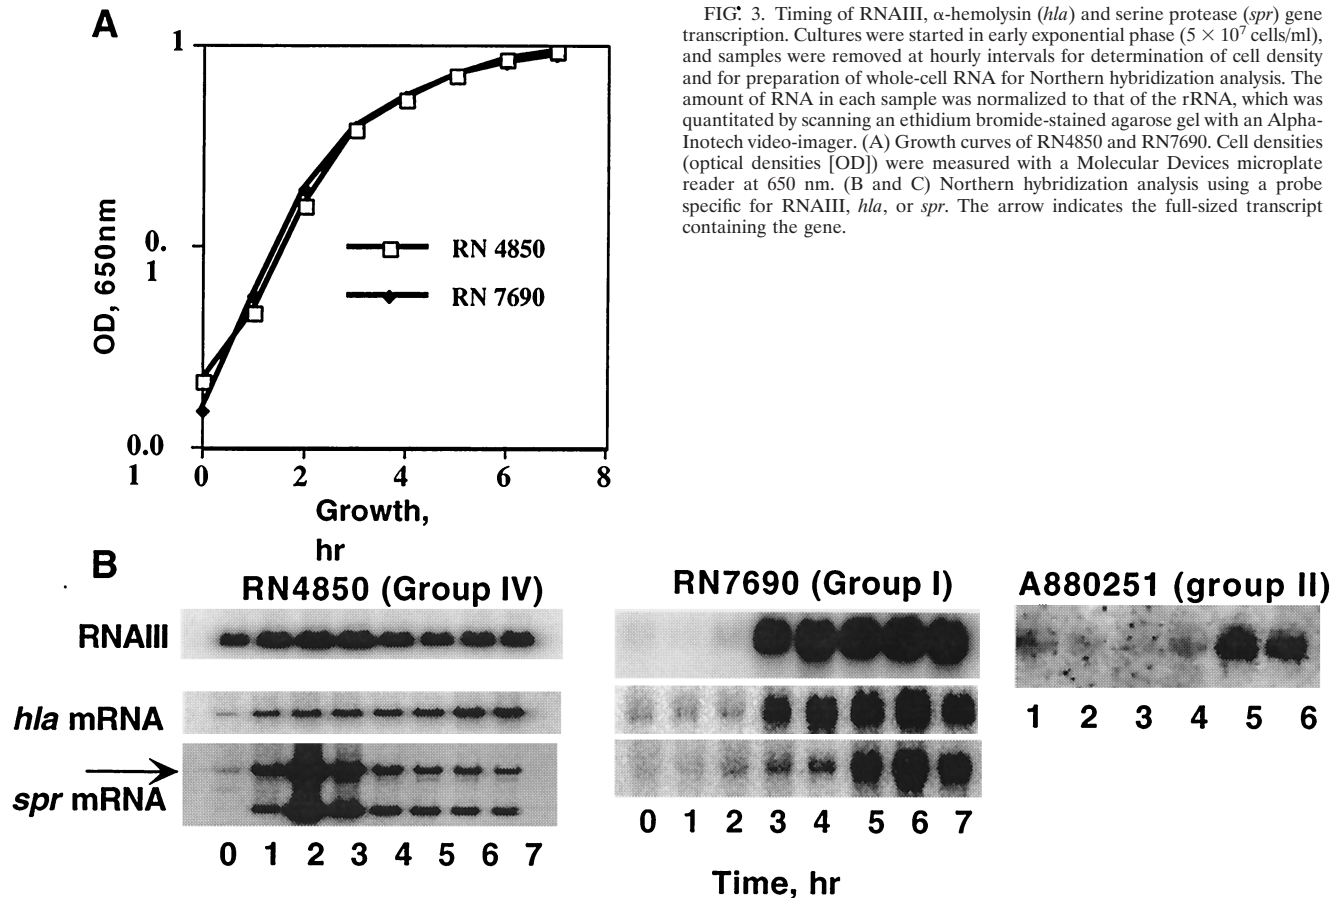 A
1
0.
1
0.0
1
OD, 650nm
RN 4850
RN 7690
0 2 4 6 8
Growth,
hr
FIG. 3. Timing of RNAIII, α-hemolysin (hla) and serine protease (spr) gene
transcription. Cultures were started in early exponential phase (5 × 10⁷ cells/ml),
and samples were removed at hourly intervals for determination of cell density
and for preparation of whole-cell RNA for Northern hybridization analysis. The
amount of RNA in each sample was normalized to that of the rRNA, which was
quantitated by scanning an ethidium bromide-stained agarose gel with an Alpha-
Inotech video-imager. (A) Growth curves of RN4850 and RN7690. Cell densities
(optical densities [OD]) were measured with a Molecular Devices microplate
reader at 650 nm. (B and C) Northern hybridization analysis using a probe
specific for RNAIII, hla, or spr. The arrow indicates the full-sized transcript
containing the gene.
B
RN4850 (Group IV)
RNAIII
hla mRNA
spr mRNA
0 1 2 3 4 5 6 7
RN7690 (Group I)
0 1 2 3 4 5 6 7
A880251 (group II)
1 2 3 4 5 6
Time, hr